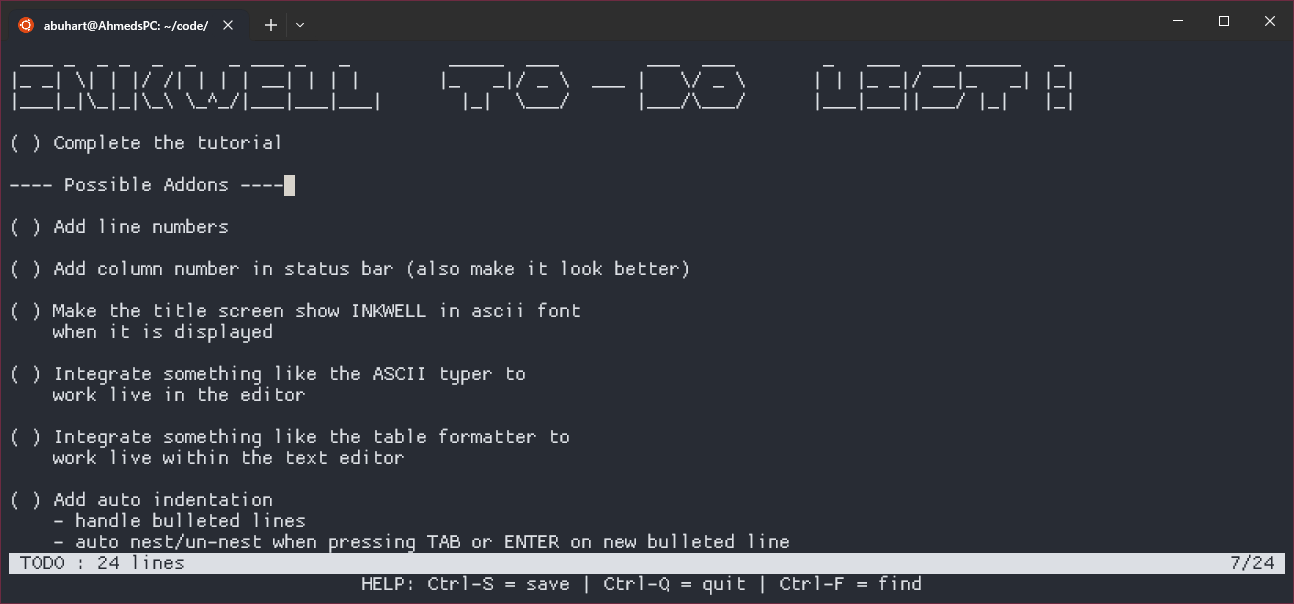 abuhart@AhmedsPC: ~/code/
INKWELL TO-DO LIST!
( ) Complete the tutorial
---- Possible Addons ----
( ) Add line numbers
( ) Add column number in status bar (also make it look better)
( ) Make the title screen show INKWELL in ascii font
when it is displayed
( ) Integrate something like the ASCII typer to
work live in the editor
( ) Integrate something like the table formatter to
work live within the text editor
( ) Add auto indentation
- handle bulleted lines
- auto nest/un-nest when pressing TAB or ENTER on new bulleted line
TODO : 24 lines 7/24
HELP: Ctrl-S = save | Ctrl-Q = quit | Ctrl-F = find